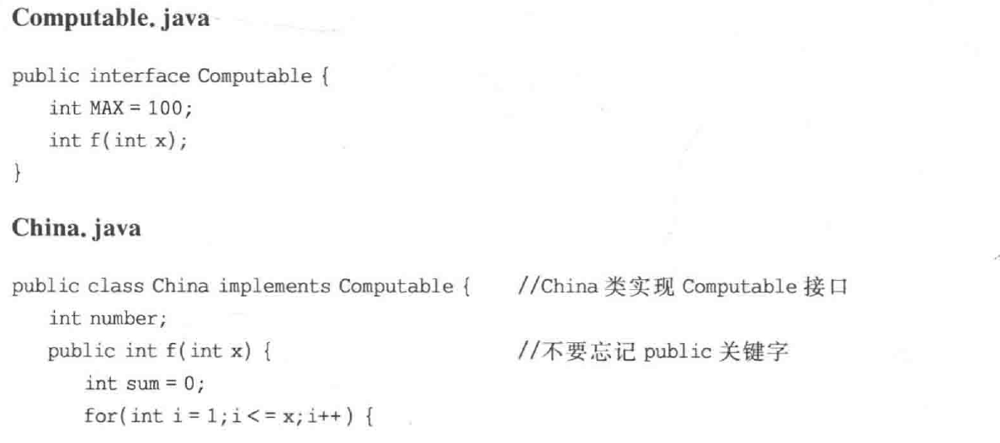 Computable. java
public interface Computable {
int MAX = 100;
int f(int x);
}
China. java
public class China implements Computable { //China 类实现 Computable 接口
int number;
public int f(int x) { //不要忘记 public 关键字
int sum = 0;
for(int i = 1;i < = x;i++) {